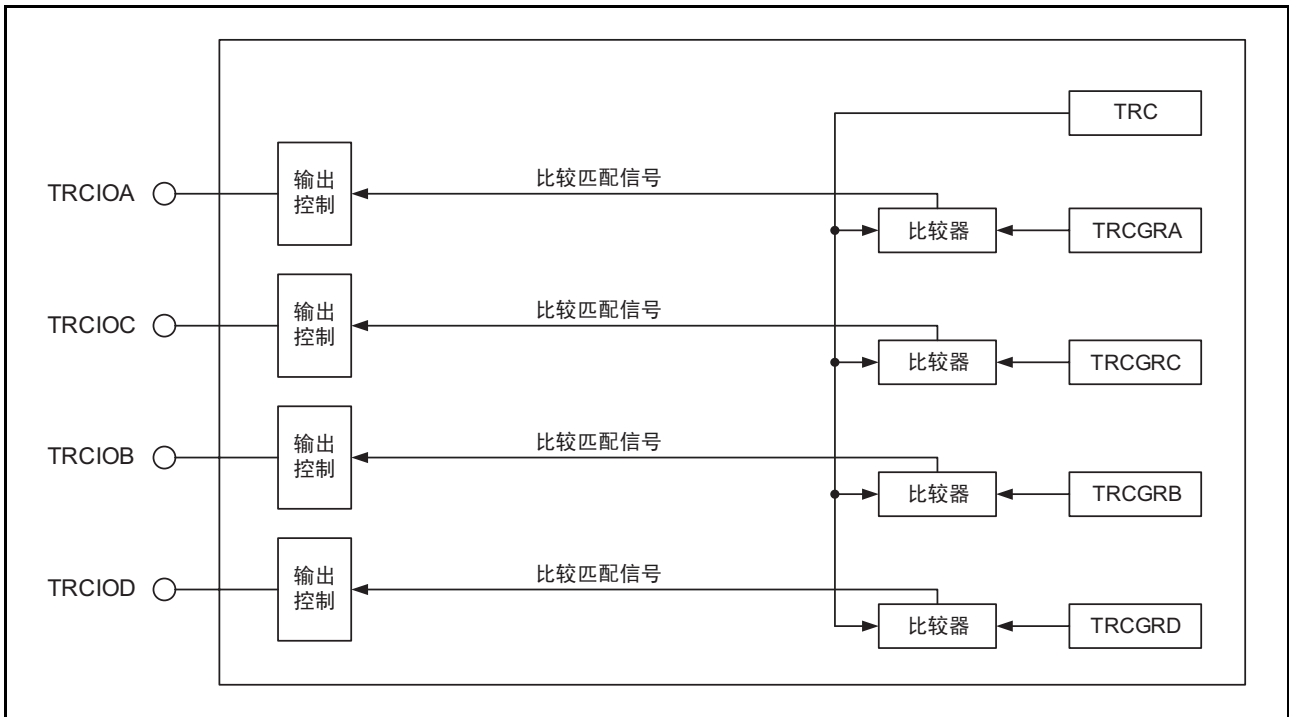 TRC
TRCIOA
输出
控制
比较匹配信号
比较器
TRCGRA
TRCIOC
输出
控制
比较匹配信号
比较器
TRCGRC
TRCIOB
输出
控制
比较匹配信号
比较器
TRCGRB
TRCIOD
输出
控制
比较匹配信号
比较器
TRCGRD